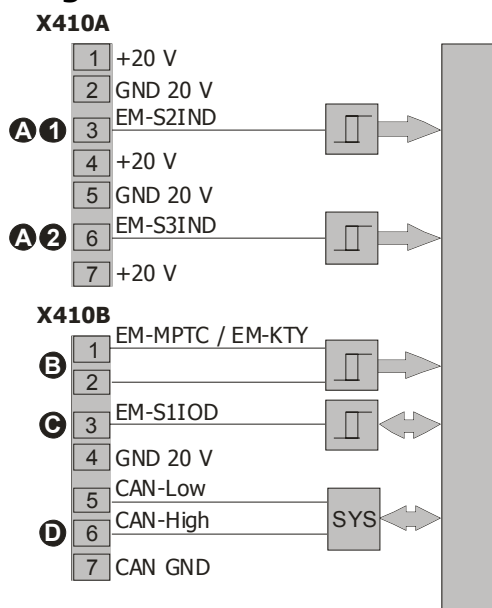 X410A
1 +20 V
2 GND 20 V
A 1 3 EM-S2IND
4 +20 V
5 GND 20 V
A 2 6 EM-S3IND
7 +20 V
X410B
B 1 EM-MPTC / EM-KTY
2
C 3 EM-S1IOD
4 GND 20 V
5 CAN-Low
D 6 CAN-High SYS
7 CAN GND